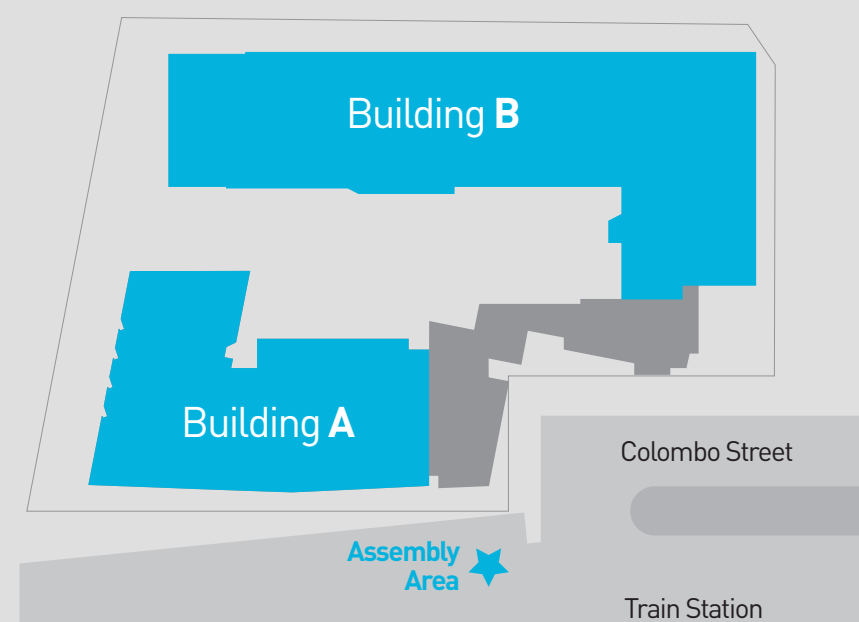 Building B
Building A
Colombo Street
Assembly
Area
Train Station